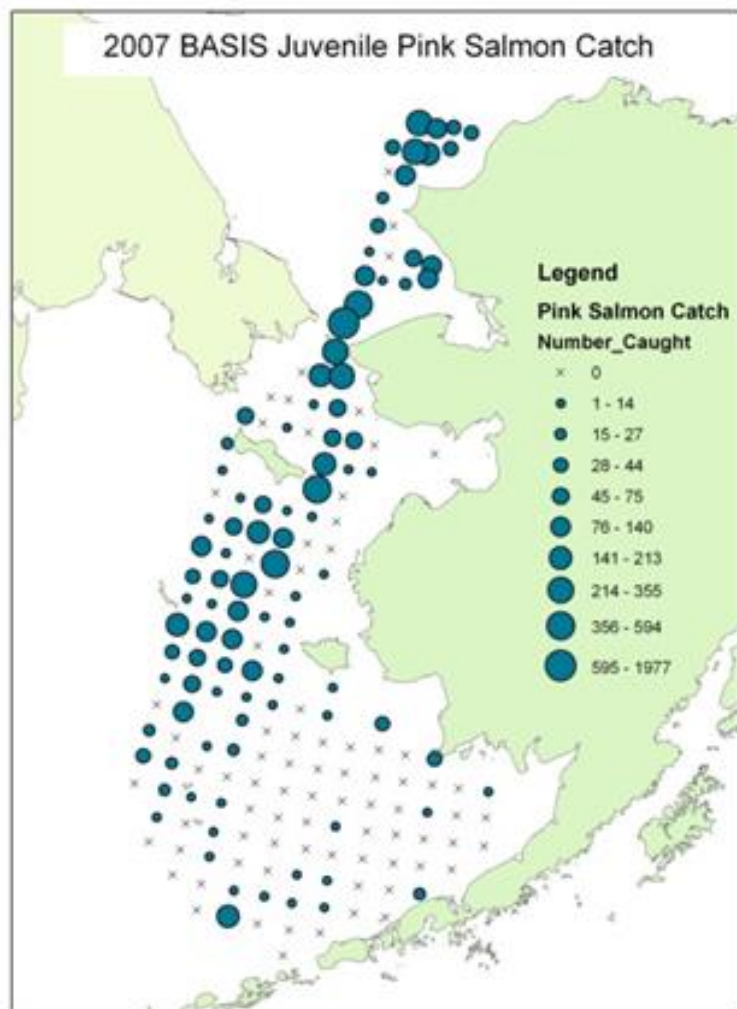 2007 BASIS Juvenile Pink Salmon Catch
Legend
Pink Salmon Catch
Number_Caught
0
1 - 14
15 - 27
28 - 44
45 - 75
76 - 140
141 - 213
214 - 355
356 - 594
595 - 1977